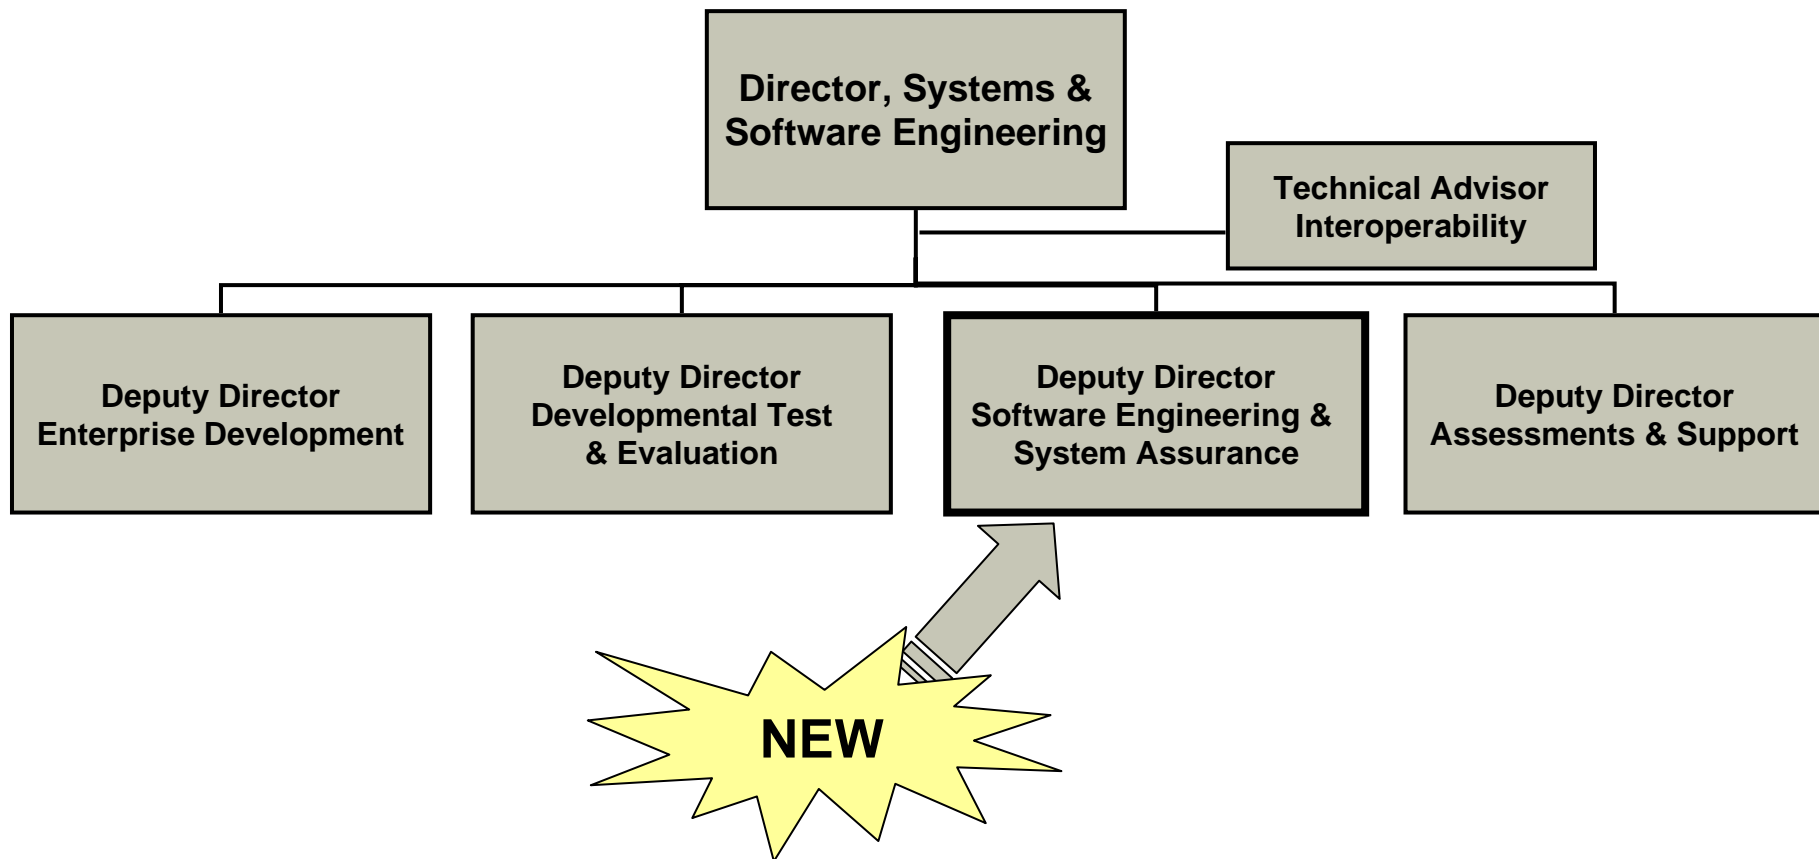 Director, Systems &
Software Engineering
Technical Advisor
Interoperability
Deputy Director
Enterprise Development
Deputy Director
Developmental Test
& Evaluation
Deputy Director
Software Engineering &
System Assurance
Deputy Director
Assessments & Support
NEW